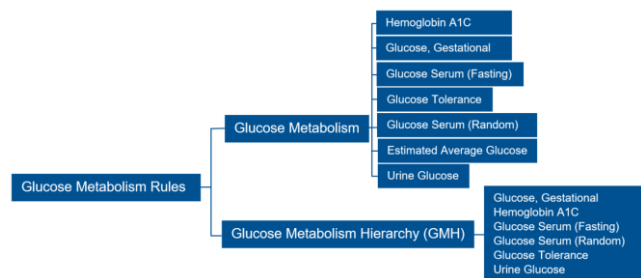 Hemoglobin A1C
Glucose, Gestational
Glucose Serum (Fasting)
Glucose Tolerance
Glucose Metabolism
Glucose Serum (Random)
Estimated Average Glucose
Urine Glucose
Glucose Metabolism Rules
Glucose Metabolism Hierarchy (GMH)
Glucose, Gestational
Hemoglobin A1C
Glucose Serum (Fasting)
Glucose Serum (Random)
Glucose Tolerance
Urine Glucose